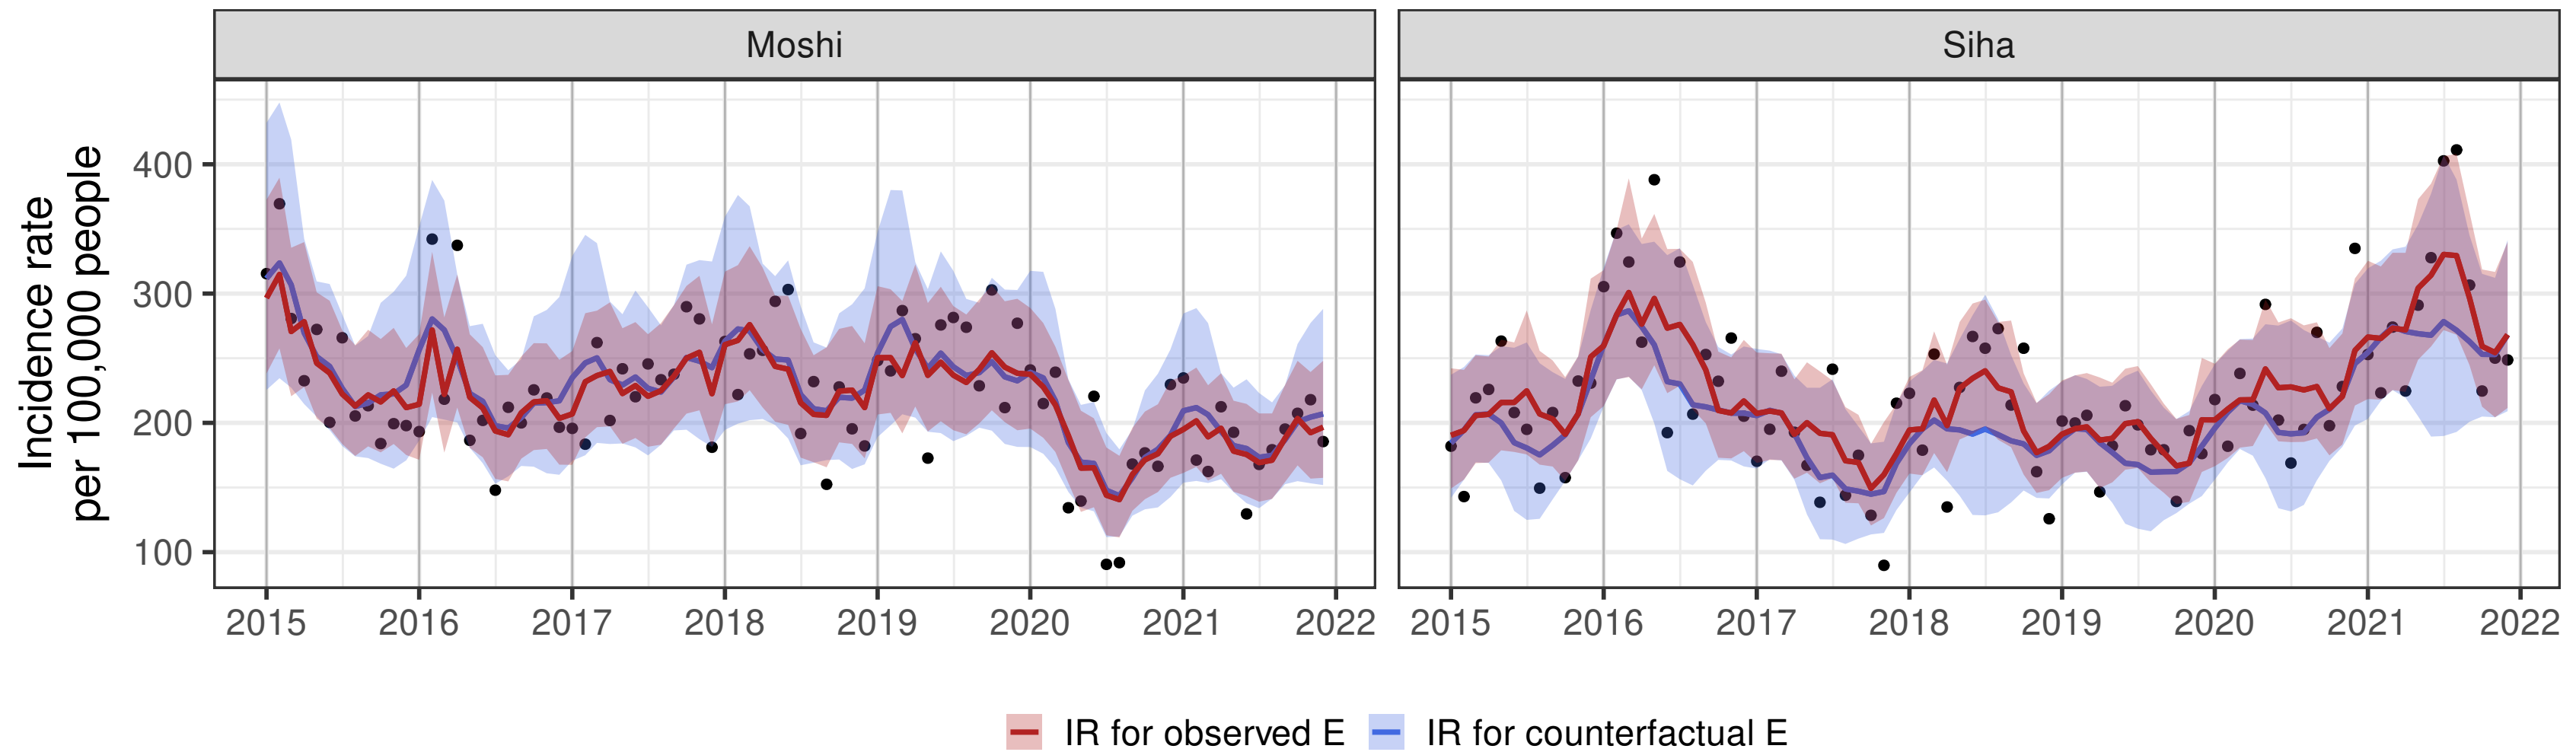 Moshi
Siha
Incidence rate
per 100,000 people
400
300
200
100
2015 2016 2017 2018 2019 2020 2021 2022
2015 2016 2017 2018 2019 2020 2021 2022
IR for observed E
IR for counterfactual E